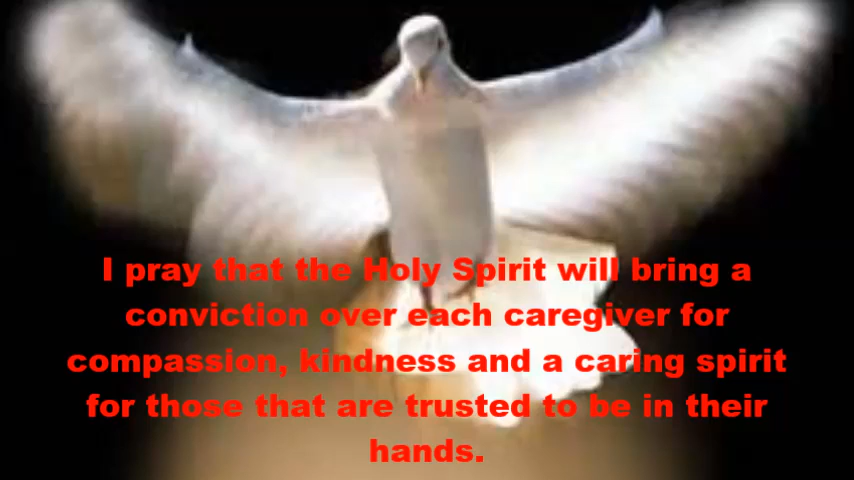 I pray that the Holy Spirit will bring a
conviction over each caregiver for
compassion, kindness and a caring spirit
for those that are trusted to be in their
hands.